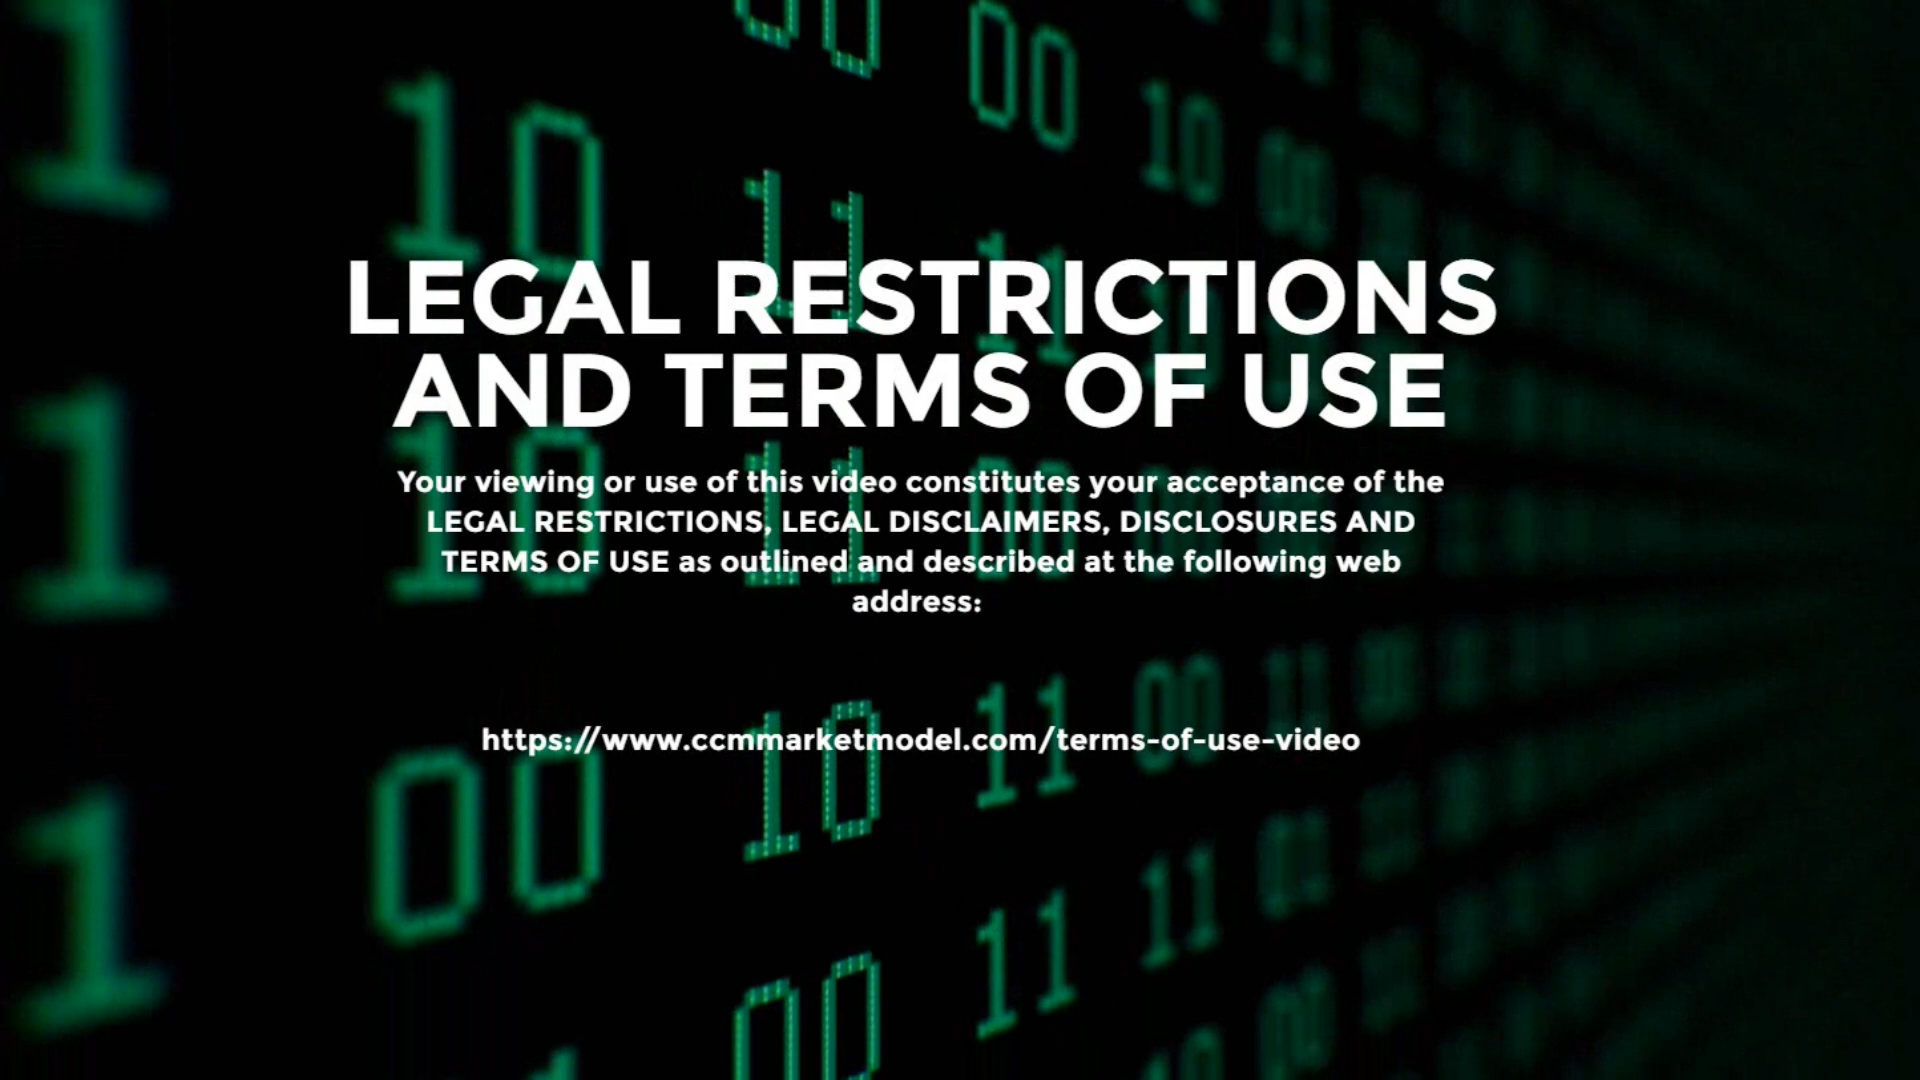 LEGAL RESTRICTIONS
AND TERMS OF USE
Your viewing or use of this video constitutes your acceptance of the
LEGAL RESTRICTIONS, LEGAL DISCLAIMERS, DISCLOSURES AND
TERMS OF USE as outlined and described at the following web
address:
https://www.ccmmarketmodel.com/terms-of-use-video